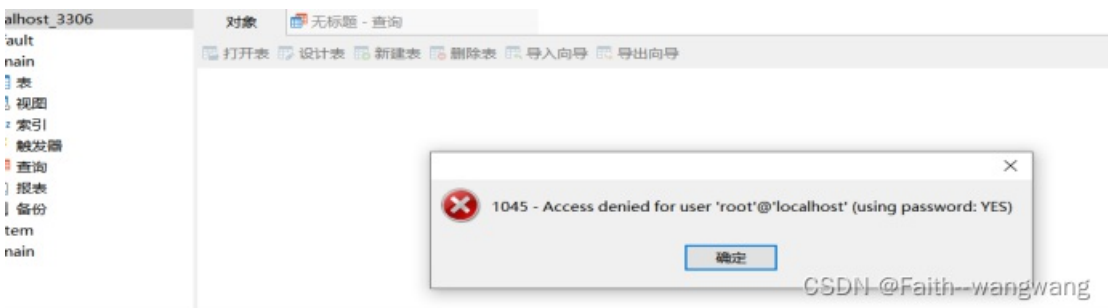 alhost_3306
fault
main
表
视图
索引
触发器
查询
报表
备份
tem
main
对象
无标题 - 查询
打开表 设计表 新建表 删除表 导入向导 导出向导
1045 - Access denied for user 'root'@'localhost' (using password: YES)
确定
CSDN @Faith--wangwang